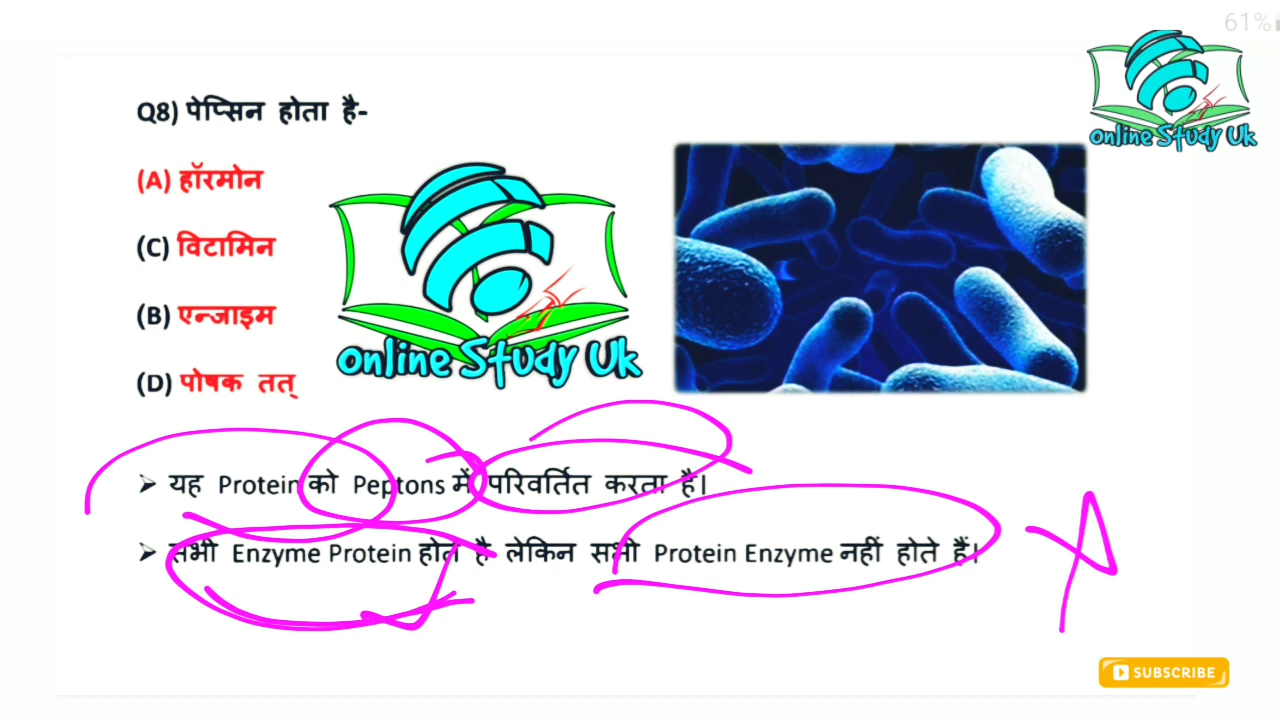 61%
online Study Uk
Q8) पेप्सिन होता है-
(A) हॉरमोन
(C) विटामिन
(B) एन्जाइम
(D) पोषक तत्
online Study Uk
➢ यह Protein को Peptons में परिवर्तित करता है।
➢ सभी Enzyme Protein होते है लेकिन सभी Protein Enzyme नहीं होते हैं।
SUBSCRIBE